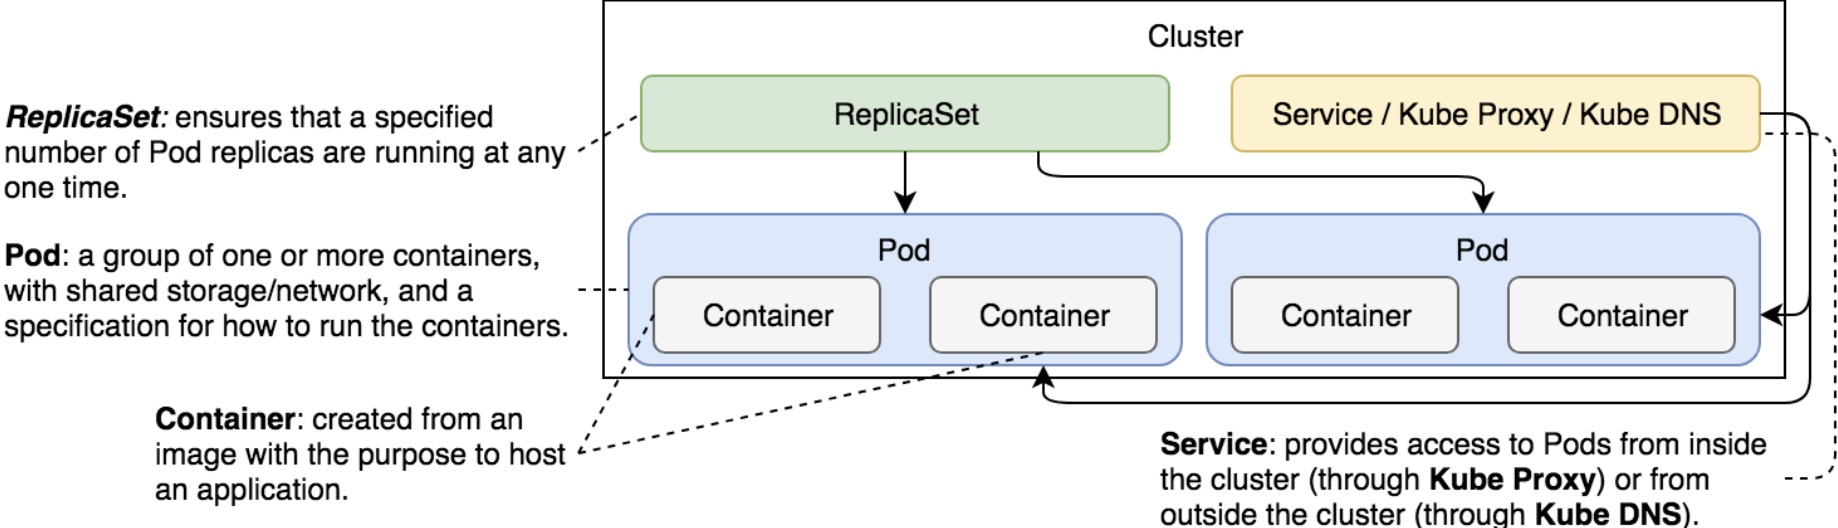 Cluster
ReplicaSet
Service / Kube Proxy / Kube DNS
ReplicaSet: ensures that a specified
number of Pod replicas are running at any
one time.
Pod
Pod
Pod: a group of one or more containers,
with shared storage/network, and a
specification for how to run the containers.
Container
Container
Container
Container
Container: created from an
image with the purpose to host
an application.
Service: provides access to Pods from inside
the cluster (through Kube Proxy) or from
outside the cluster (through Kube DNS).